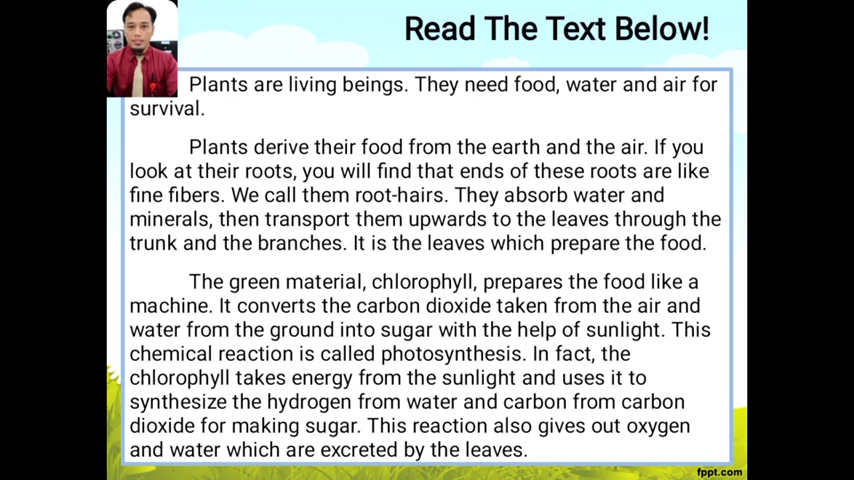 Read The Text Below!
Plants are living beings. They need food, water and air for
survival.
Plants derive their food from the earth and the air. If you
look at their roots, you will find that ends of these roots are like
fine fibers. We call them root-hairs. They absorb water and
minerals, then transport them upwards to the leaves through the
trunk and the branches. It is the leaves which prepare the food.
The green material, chlorophyll, prepares the food like a
machine. It converts the carbon dioxide taken from the air and
water from the ground into sugar with the help of sunlight. This
chemical reaction is called photosynthesis. In fact, the
chlorophyll takes energy from the sunlight and uses it to
synthesize the hydrogen from water and carbon from carbon
dioxide for making sugar. This reaction also gives out oxygen
and water which are excreted by the leaves.
fppt.com